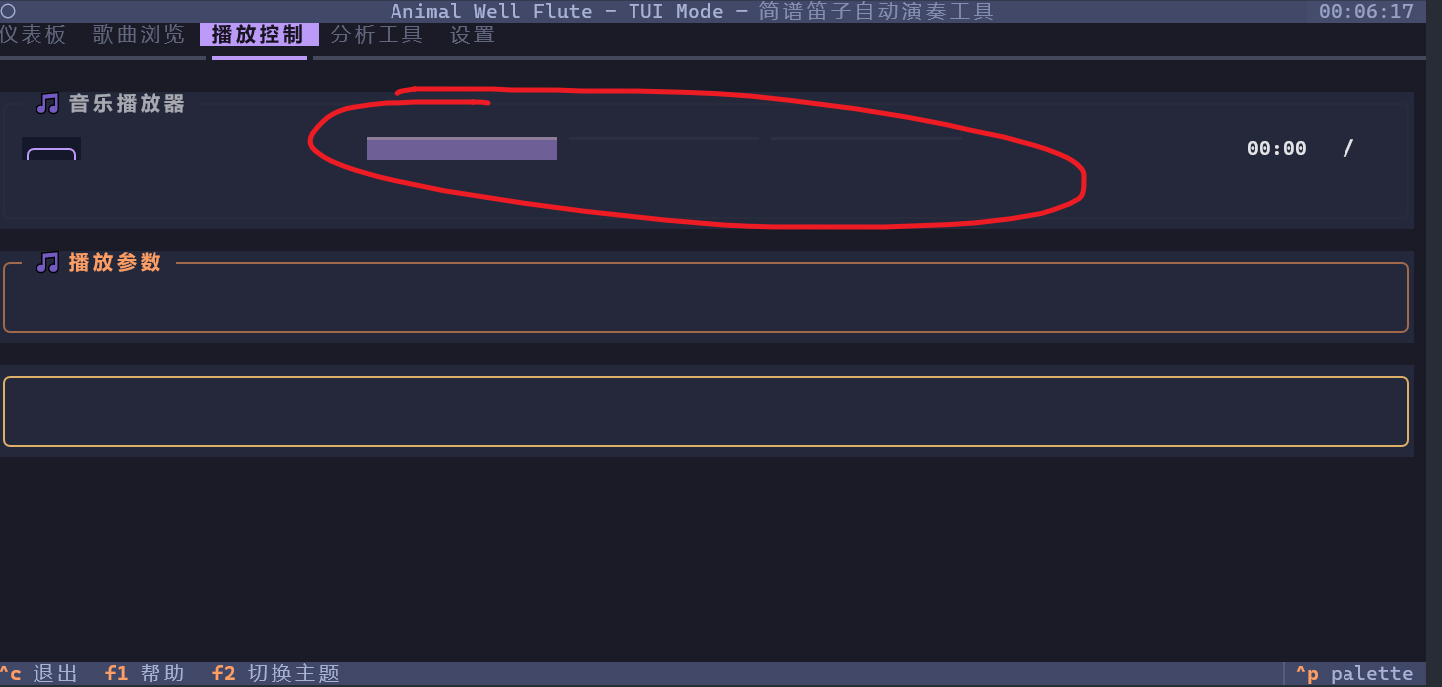 Animal Well Flute — TUI Mode — 简谱笛子自动演奏工具 00:06:17
仪表板 歌曲浏览 播放控制 分析工具 设置
音乐播放器
00:00 /
播放参数
^c 退出 f1 帮助 f2 切换主题 ^p palette